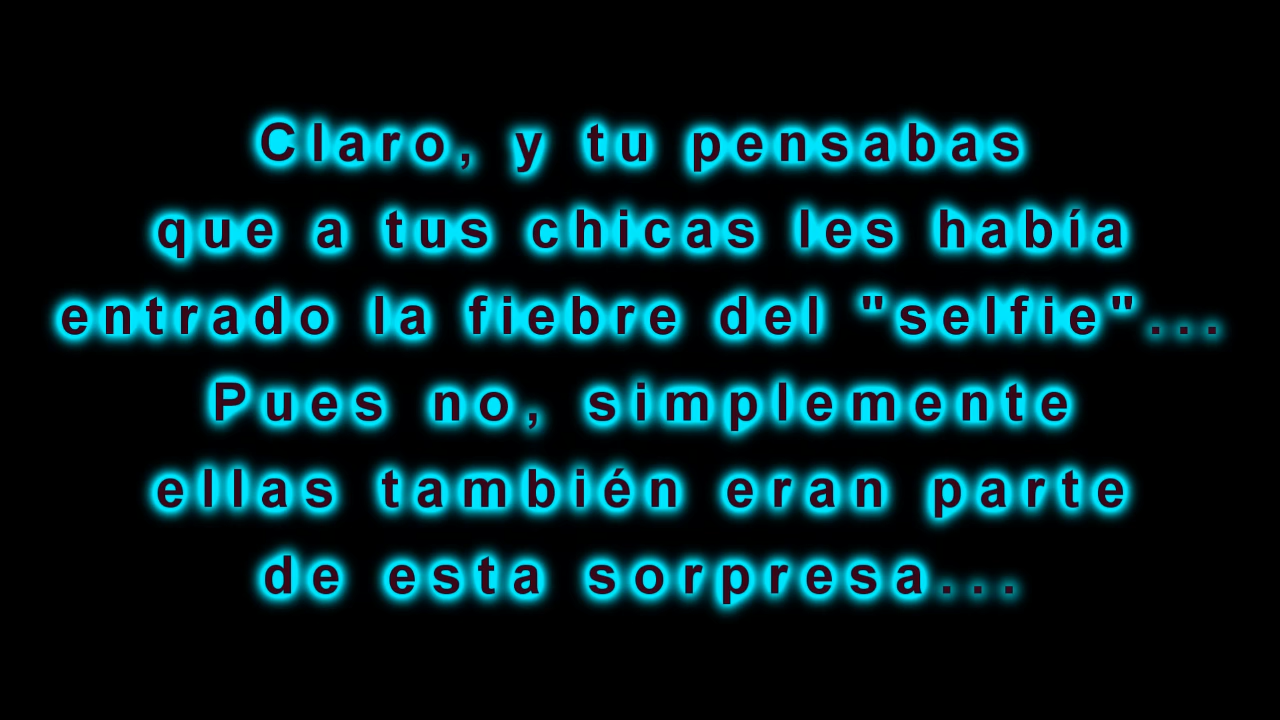 Claro, y tu pensabas
que a tus chicas les había
entrado la fiebre del "selfie"...
Pues no, simplemente
ellas también eran parte
de esta sorpresa...